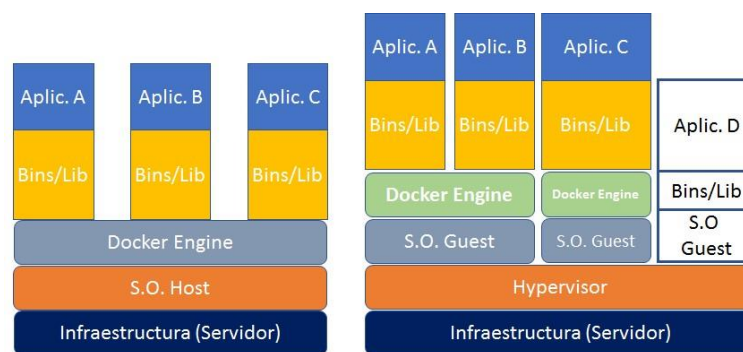 Aplic. A
Aplic. B
Aplic. C
Bins/Lib
Bins/Lib
Bins/Lib
Docker Engine
S.O. Host
Infraestructura (Servidor)
Aplic. A
Aplic. B
Aplic. C
Aplic. D
Bins/Lib
Bins/Lib
Bins/Lib
Bins/Lib
Docker Engine
Docker Engine
S.O. Guest
S.O. Guest
S.O
Guest
Hypervisor
Infraestructura (Servidor)